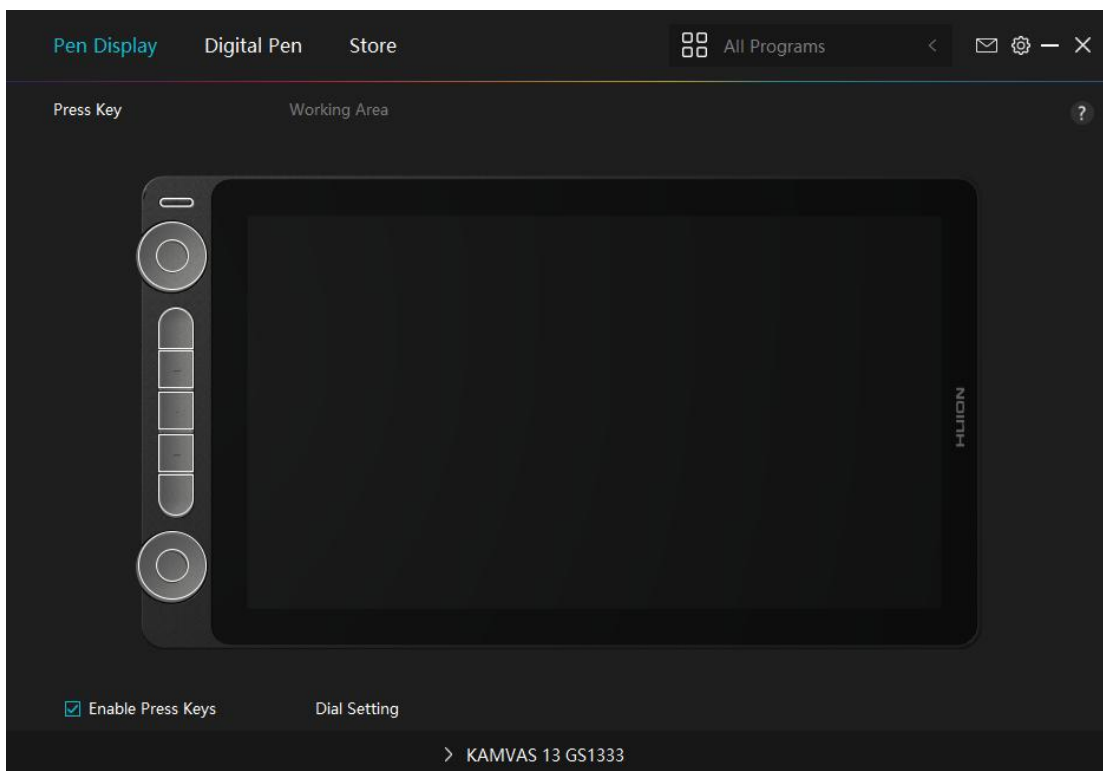 Pen Display Digital Pen Store All Programs
Press Key Working Area ?
HUION
Enable Press Keys Dial Setting
KAMVAS 13 GS1333